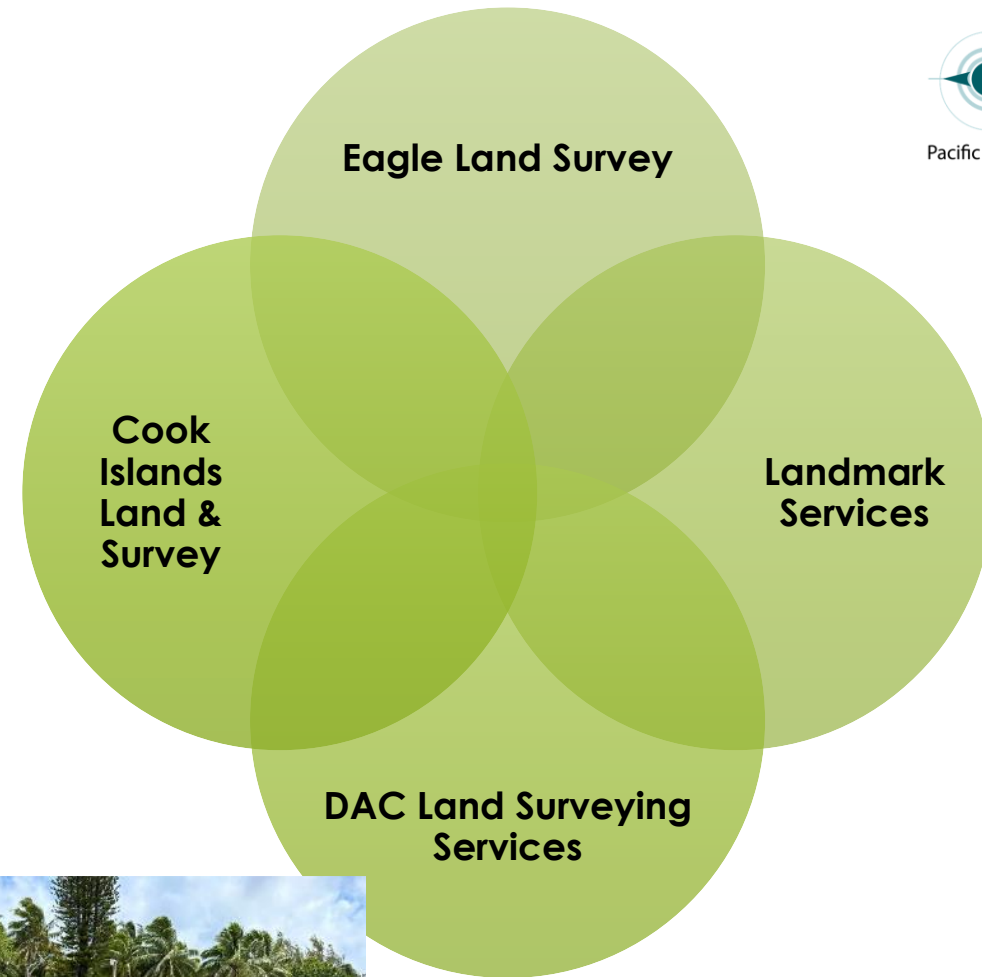 Eagle Land Survey
Pacific
Cook
Islands
Land &
Survey
Landmark
Services
DAC Land Surveying
Services